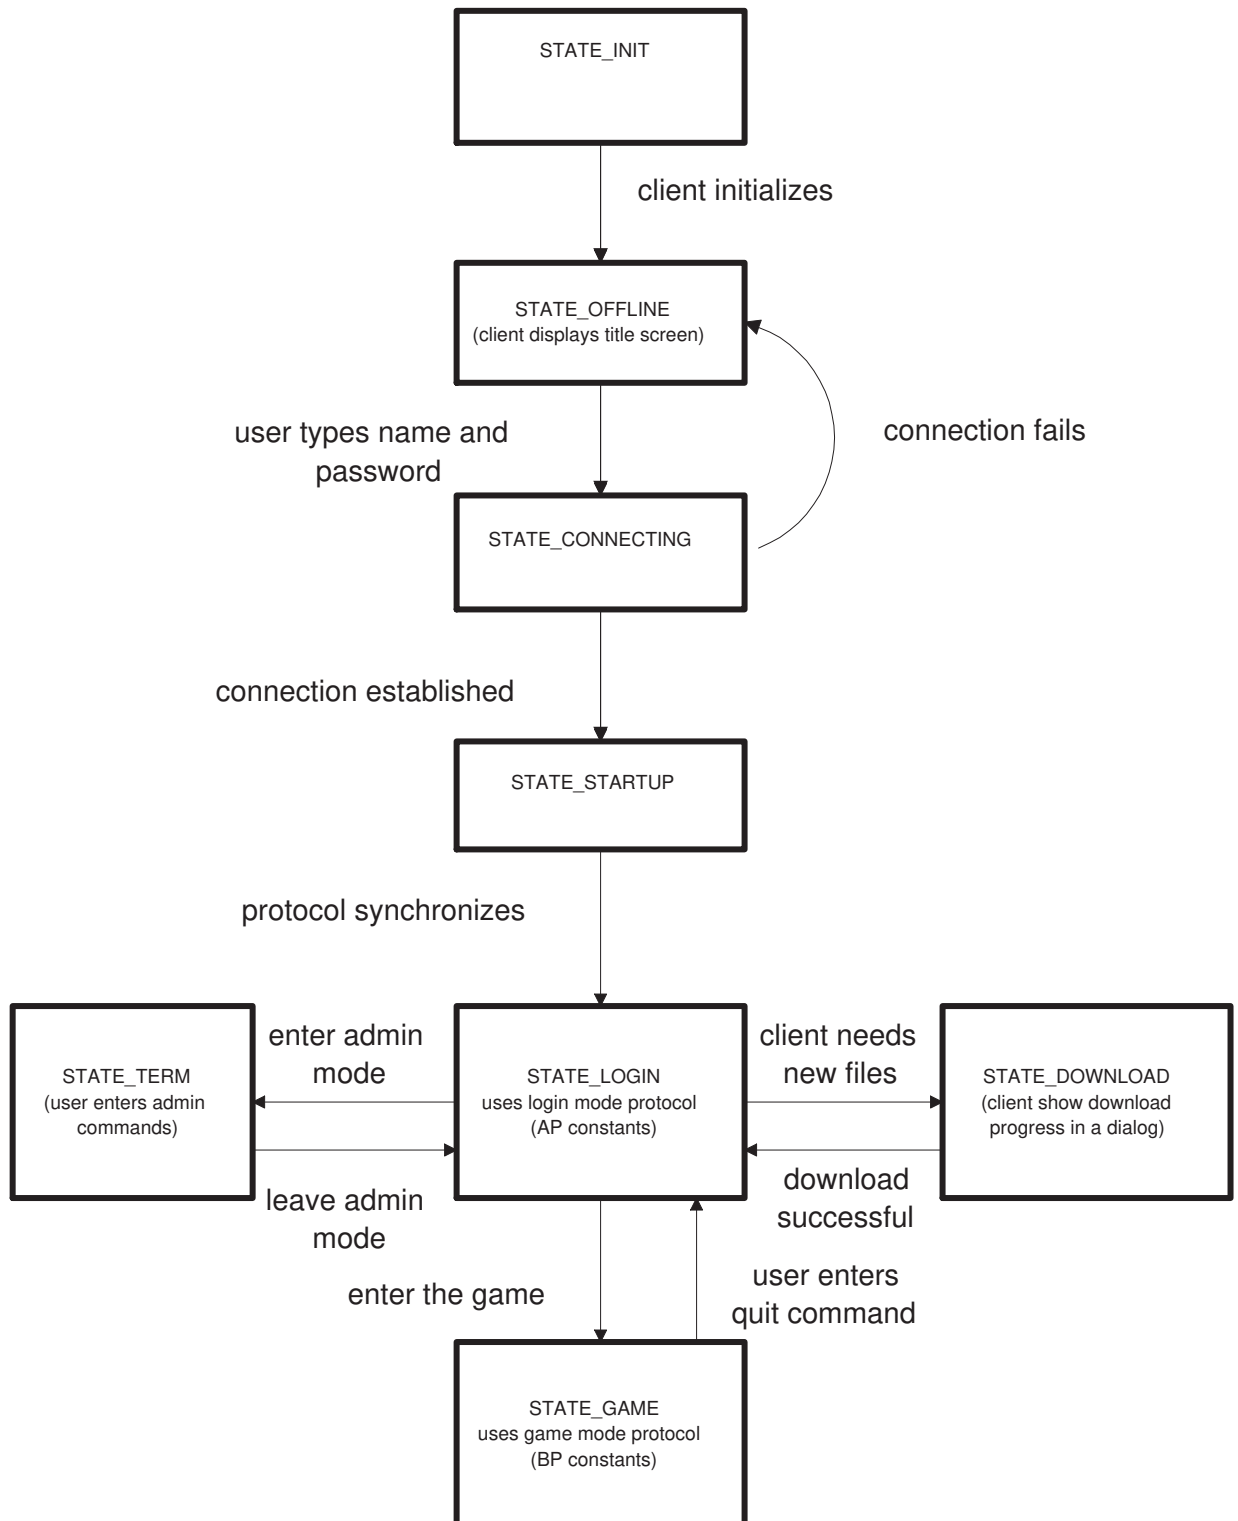 STATE_INIT
client initializes
STATE_OFFLINE
(client displays title screen)
user types name and
password
connection fails
STATE_CONNECTING
connection established
STATE_STARTUP
protocol synchronizes
enter admin
mode
client needs
new files
STATE_TERM
(user enters admin
commands)
STATE_LOGIN
uses login mode protocol
(AP constants)
STATE_DOWNLOAD
(client show download
progress in a dialog)
leave admin
mode
download
successful
enter the game
user enters
quit command
STATE_GAME
uses game mode protocol
(BP constants)